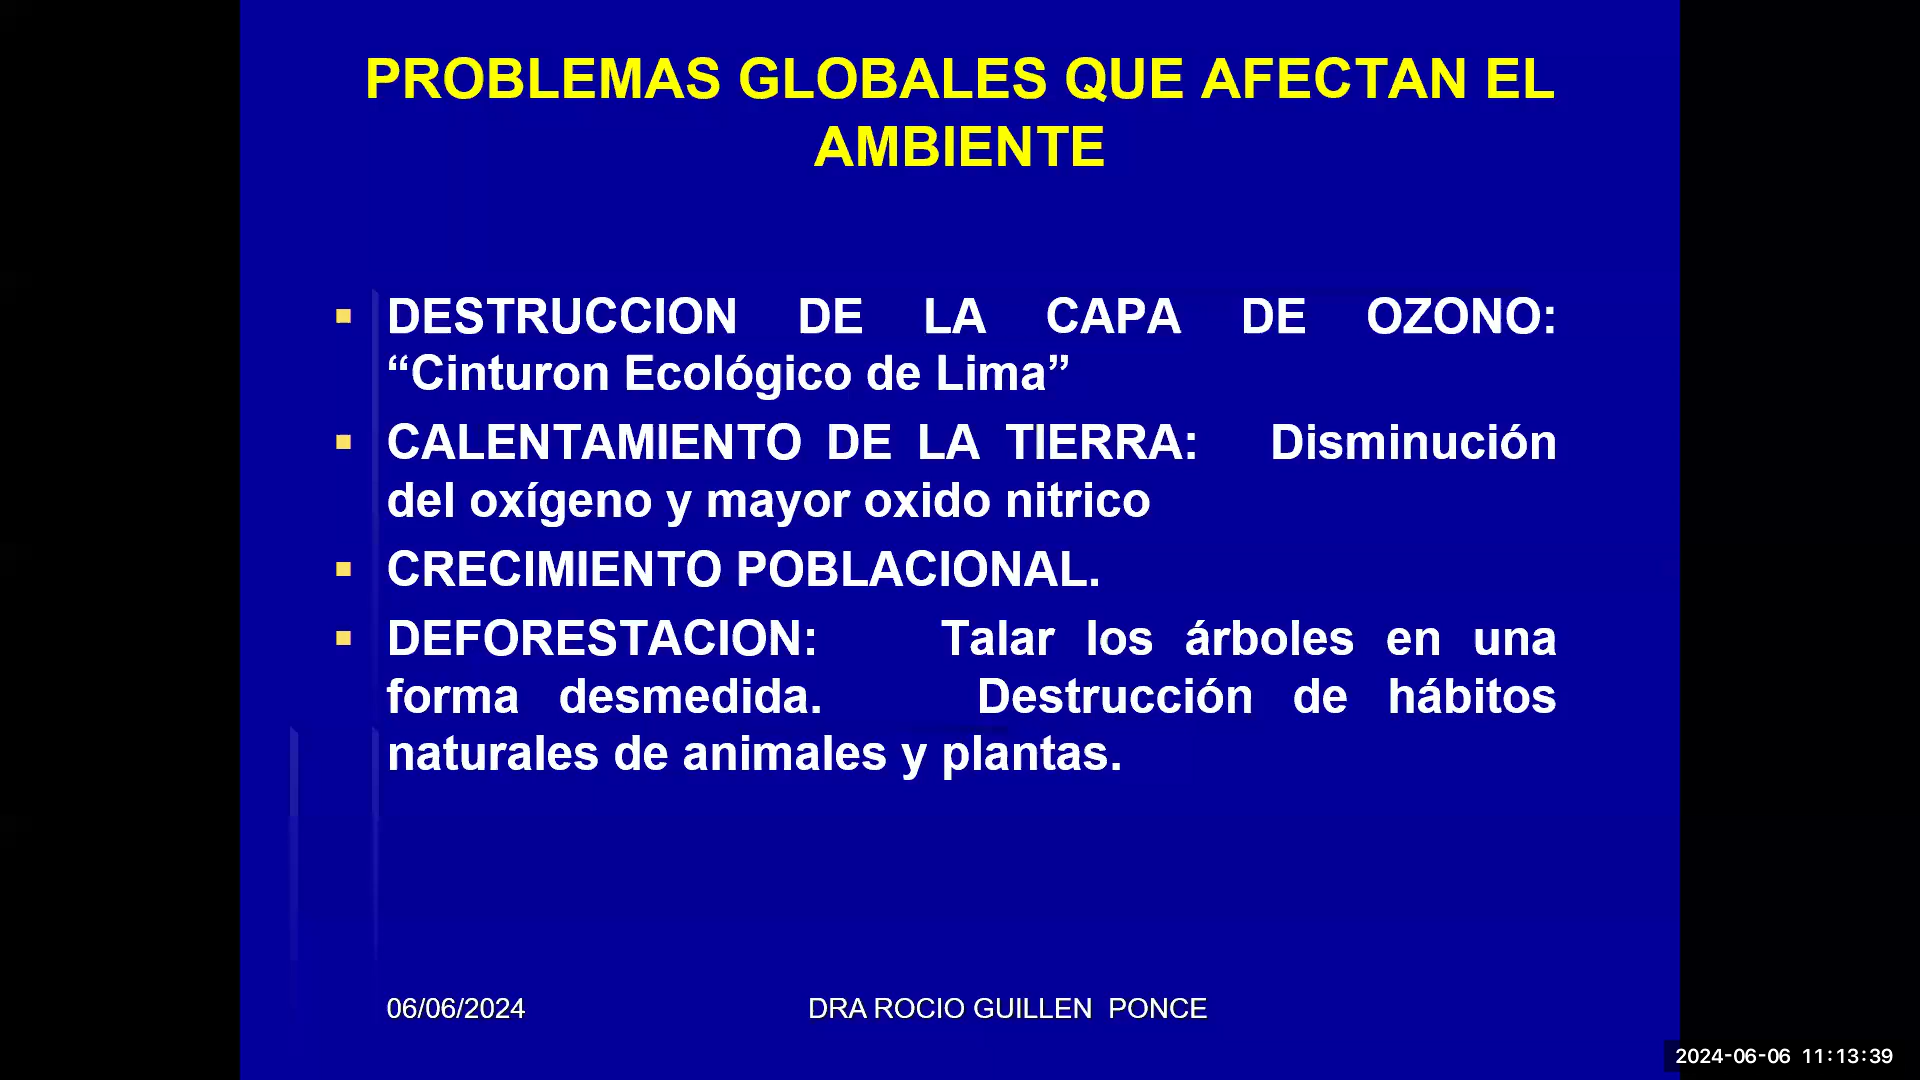 PROBLEMAS GLOBALES QUE AFECTAN EL
AMBIENTE
▪ DESTRUCCION DE LA CAPA DE OZONO:
“Cinturon Ecológico de Lima”
▪ CALENTAMIENTO DE LA TIERRA: Disminución
del oxígeno y mayor oxido nitrico
▪ CRECIMIENTO POBLACIONAL.
▪ DEFORESTACION: Talar los árboles en una
forma desmedida. Destrucción de hábitos
naturales de animales y plantas.
06/06/2024 DRA ROCIO GUILLEN PONCE
2024-06-06 11:13:39